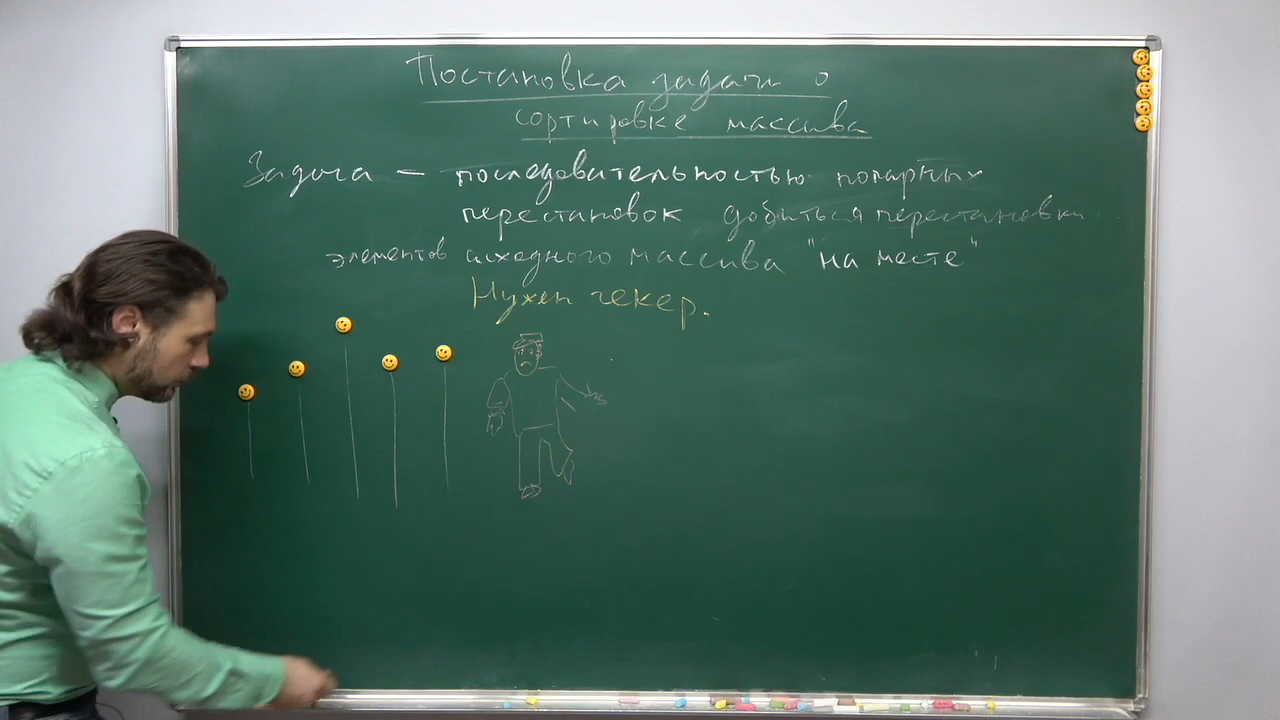 Постановка задачи о
сортировке массива
Задача — последовательностью попарных
перестановок добиться перестановки
элементов исходного массива "на месте"
Нужен чекер.